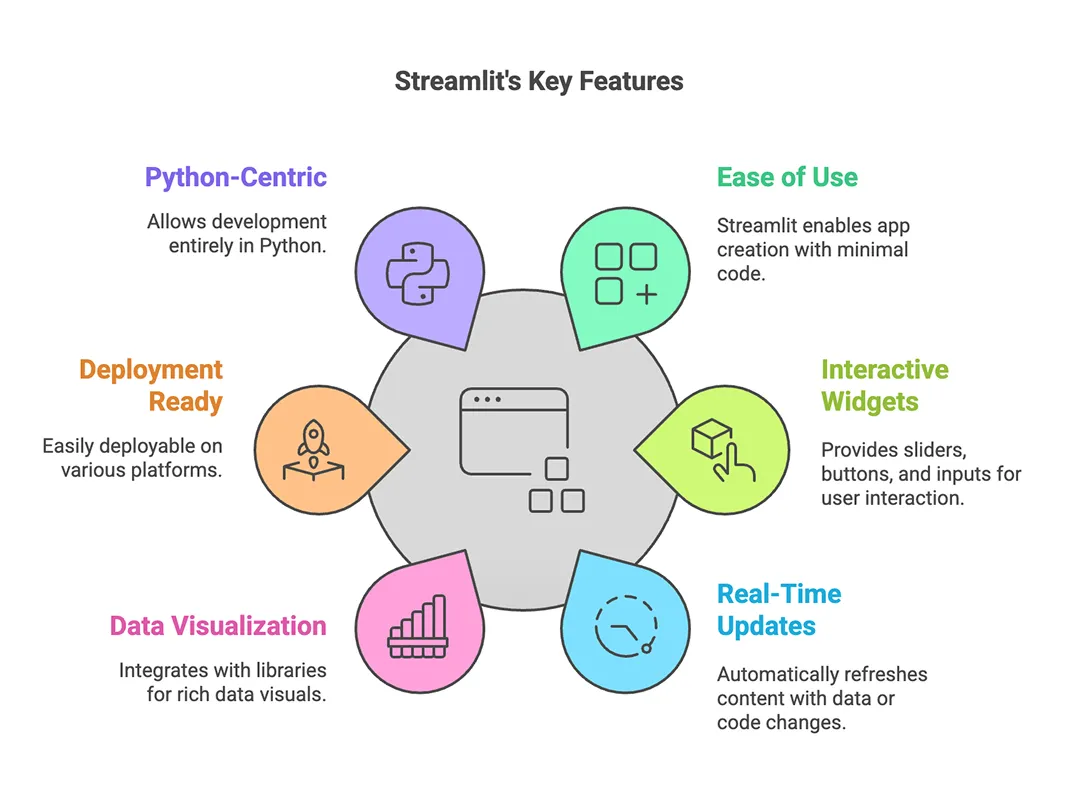 Streamlit's Key Features
Python-Centric
Allows development
entirely in Python.
Ease of Use
Streamlit enables app
creation with minimal
code.
Deployment
Ready
Easily deployable on
various platforms.
Interactive
Widgets
Provides sliders,
buttons, and inputs for
user interaction.
Data Visualization
Integrates with libraries
for rich data visuals.
Real-Time
Updates
Automatically refreshes
content with data or
code changes.